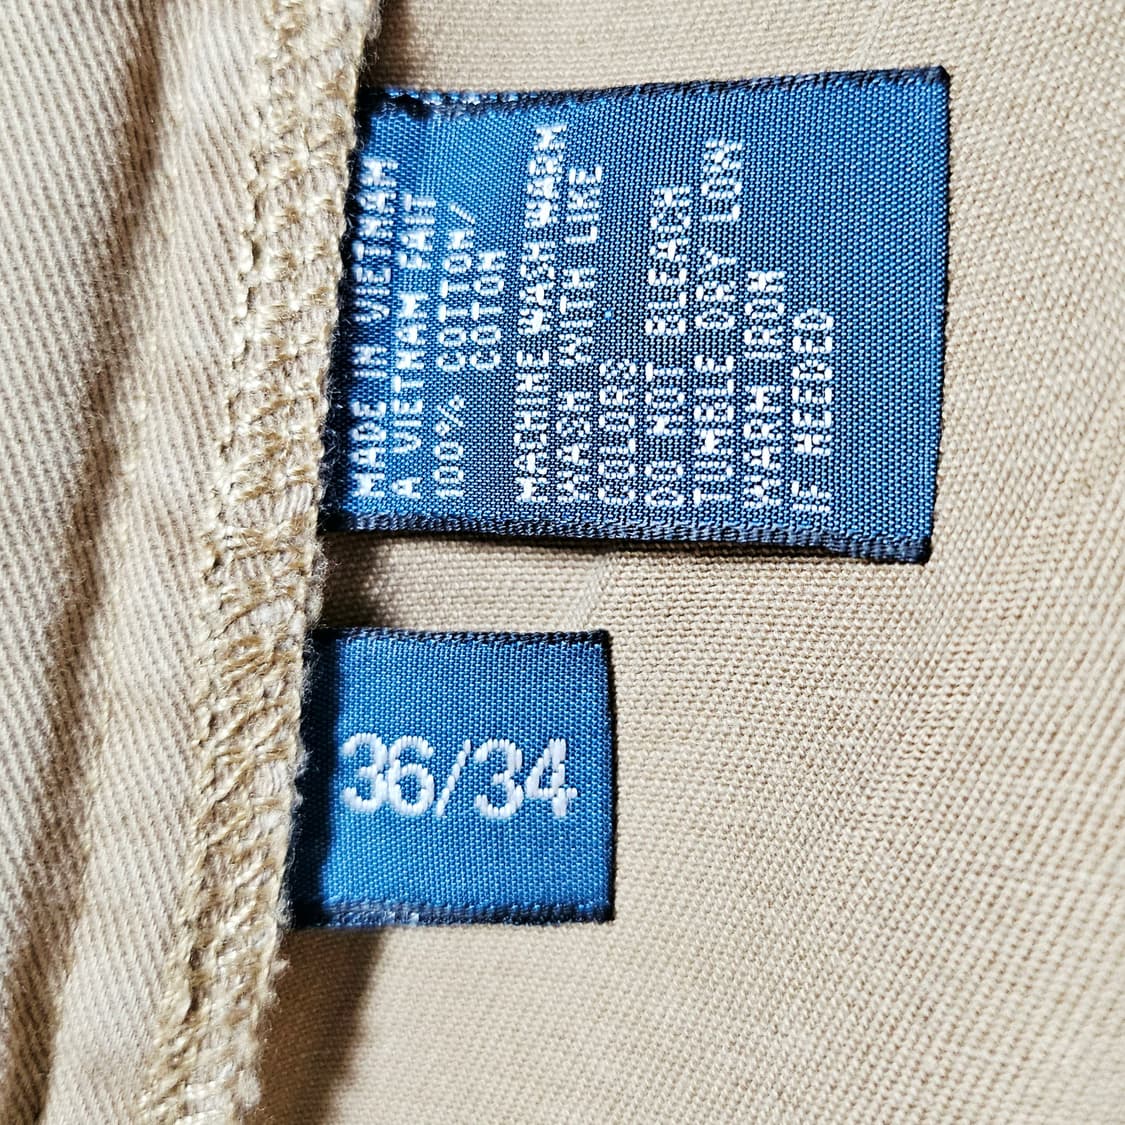 MADE IN VIETNAM
A VIETNAM FAIT
100% COTTON/
COTON
MACHINE WASH WARM
WASH WITH LIKE
COLORS
DO NOT BLEACH
TUMBLE DRY LOW
WARM IRON
IF NEEDED
36/34